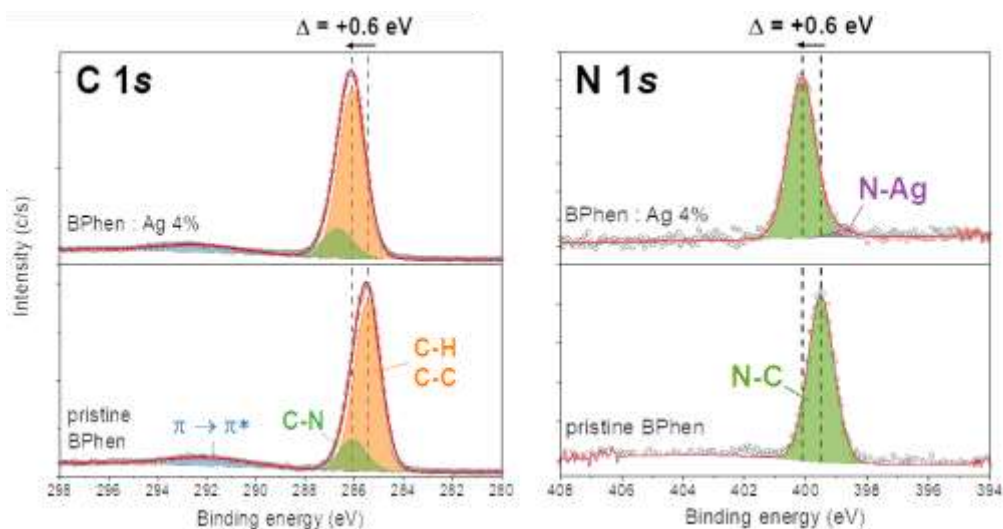 Δ = +0.6 eV
C 1s
BPhen : Ag 4%
C-H
C-C
C-N
π → π*
pristine
BPhen
Intensity (c/s)
298 296 294 292 290 288 286 284 282 280
Binding energy (eV)
Δ = +0.6 eV
N 1s
N-Ag
BPhen : Ag 4%
N-C
pristine BPhen
408 406 404 402 400 398 396 394
Binding energy (eV)